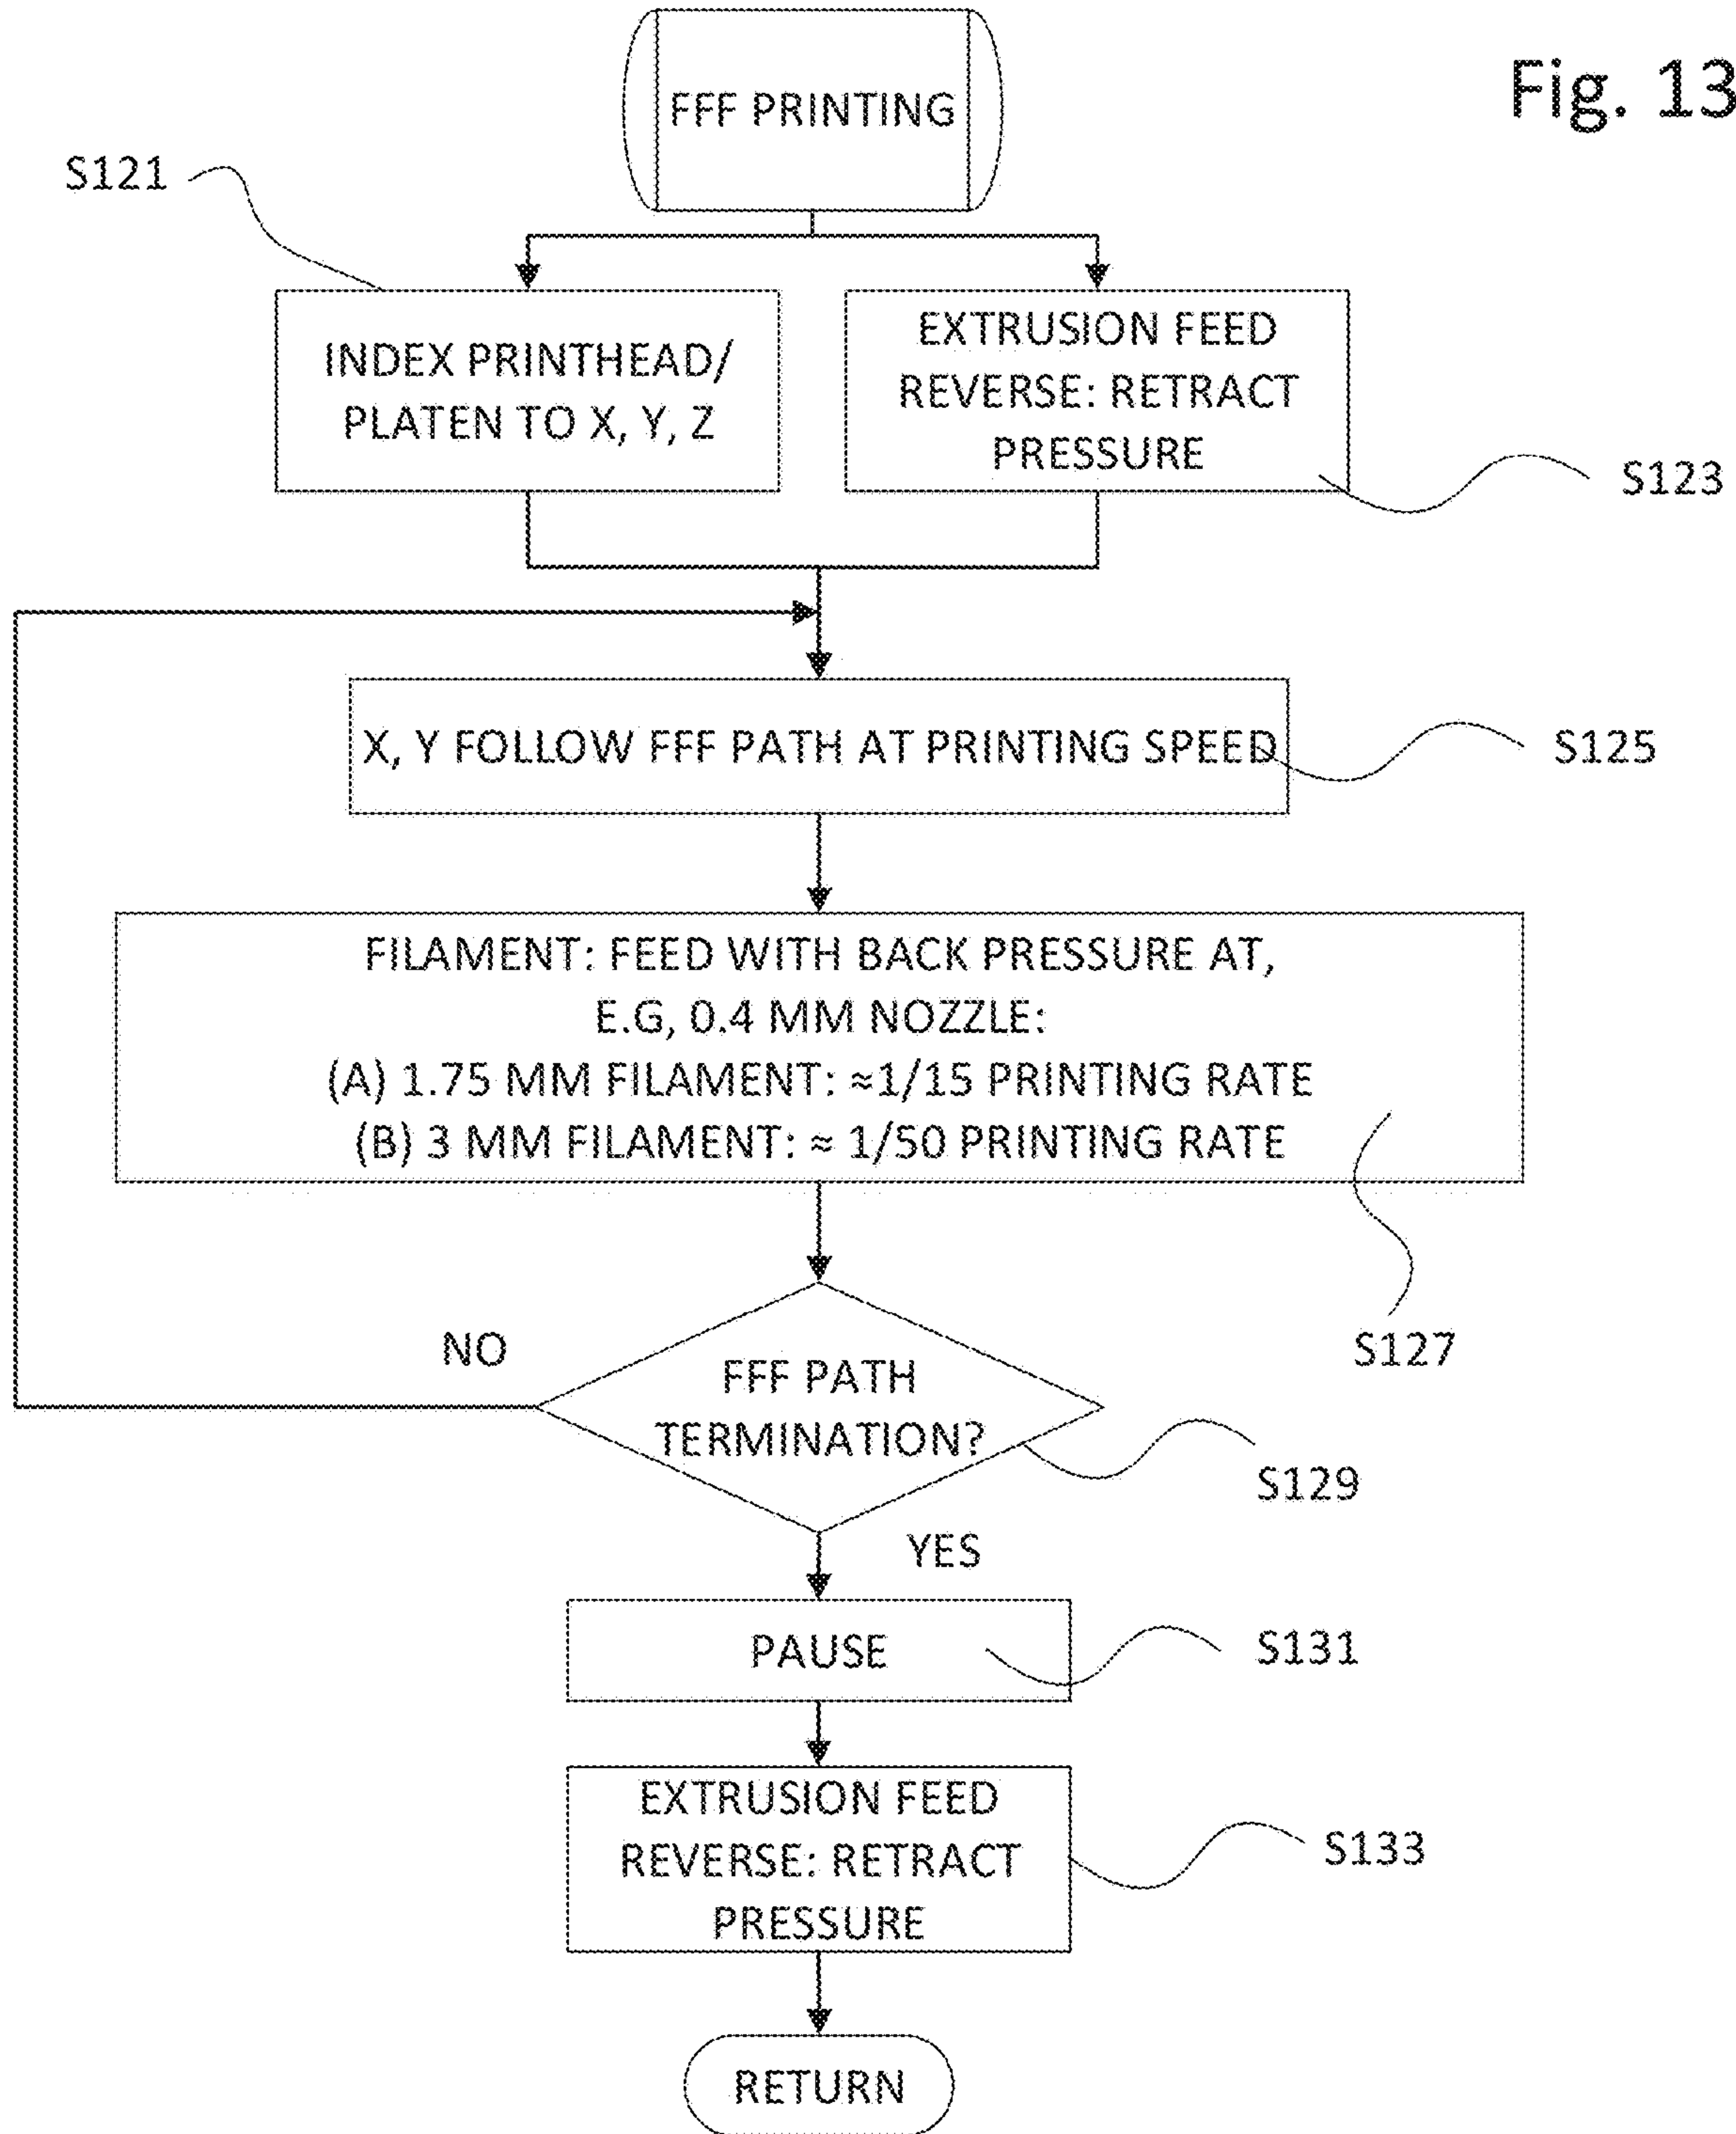 Fig. 13
FFF PRINTING
S121
INDEX PRINTHEAD/
PLATEN TO X, Y, Z
EXTRUSION FEED
REVERSE: RETRACT
PRESSURE
S123
X, Y FOLLOW FFF PATH AT PRINTING SPEED
S125
FILAMENT: FEED WITH BACK PRESSURE AT,
E.G, 0.4 MM NOZZLE:
(A) 1.75 MM FILAMENT: ≈1/15 PRINTING RATE
(B) 3 MM FILAMENT: ≈ 1/50 PRINTING RATE
S127
NO
FFF PATH
TERMINATION?
S129
YES
PAUSE
S131
EXTRUSION FEED
REVERSE: RETRACT
PRESSURE
S133
RETURN